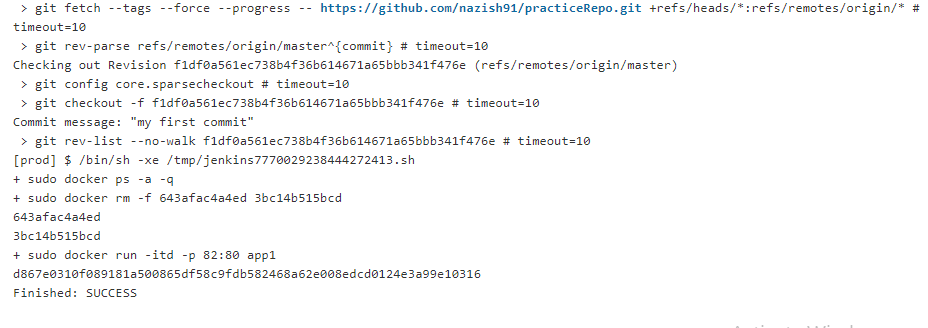 > git fetch --tags --force --progress -- https://github.com/nazish91/practiceRepo.git +refs/heads/*:refs/remotes/origin/* #
timeout=10
> git rev-parse refs/remotes/origin/master^{commit} # timeout=10
Checking out Revision f1df0a561ec738b4f36b614671a65bbb341f476e (refs/remotes/origin/master)
> git config core.sparsecheckout # timeout=10
> git checkout -f f1df0a561ec738b4f36b614671a65bbb341f476e # timeout=10
Commit message: "my first commit"
> git rev-list --no-walk f1df0a561ec738b4f36b614671a65bbb341f476e # timeout=10
[prod] $ /bin/sh -xe /tmp/jenkins7770029238444272413.sh
+ sudo docker ps -a -q
+ sudo docker rm -f 643afac4a4ed 3bc14b515bcd
643afac4a4ed
3bc14b515bcd
+ sudo docker run -itd -p 82:80 app1
d867e0310f089181a500865df58c9fdb582468a62e008edcd0124e3a99e10316
Finished: SUCCESS